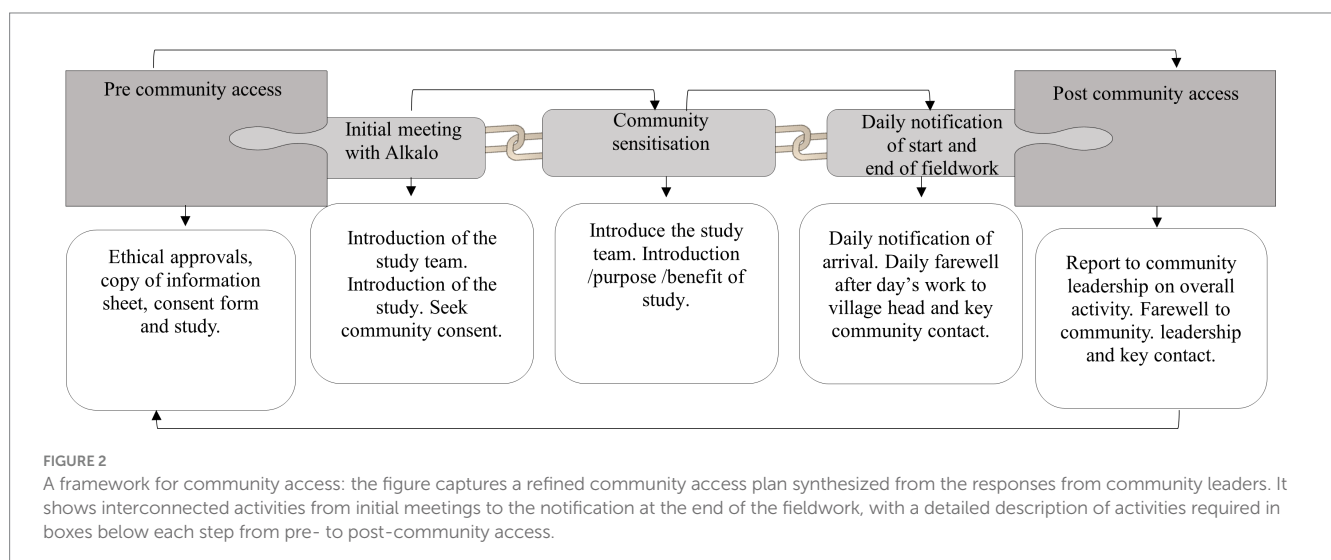 Pre community access
Initial meeting
with Alkalo
Community
sensitisation
Daily notification
of start and
end of fieldwork
Post community access
Ethical approvals,
copy of information
sheet, consent form
and study.
Introduction of the
study team.
Introduction of the
study. Seek
community consent.
Introduce the study
team. Introduction
/purpose /benefit of
study.
Daily notification of
arrival. Daily farewell
after day’s work to
village head and key
community contact.
Report to community
leadership on overall
activity. Farewell to
community. leadership
and key contact.
FIGURE 2
A framework for community access: the figure captures a refined community access plan synthesized from the responses from community leaders. It
shows interconnected activities from initial meetings to the notification at the end of the fieldwork, with a detailed description of activities required in
boxes below each step from pre- to post-community access.